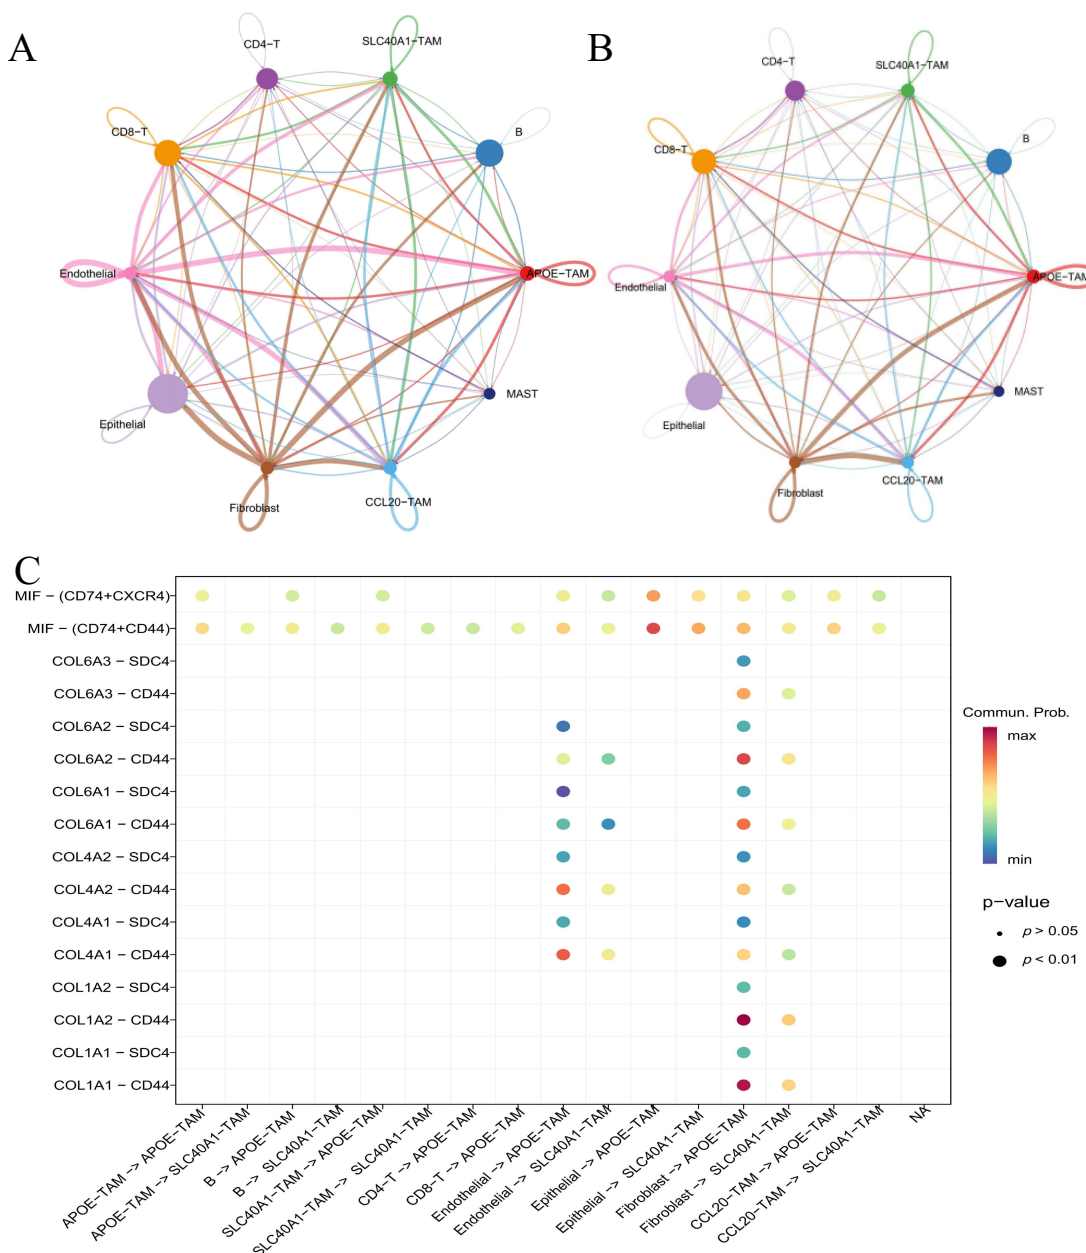 A
B
CD4−T
SLC40A1−TAM
CD8−T
B
Endothelial
APOE−TAM
Epithelial
MAST
Fibroblast
CCL20−TAM
CD4−T
SLC40A1−TAM
CD8−T
B
Endothelial
APOE−TAM
Epithelial
MAST
Fibroblast
CCL20−TAM
C
MIF − (CD74+CXCR4)
MIF − (CD74+CD44)
COL6A3 − SDC4
COL6A3 − CD44
COL6A2 − SDC4
COL6A2 − CD44
COL6A1 − SDC4
COL6A1 − CD44
COL4A2 − SDC4
COL4A2 − CD44
COL4A1 − SDC4
COL4A1 − CD44
COL1A2 − SDC4
COL1A2 − CD44
COL1A1 − SDC4
COL1A1 − CD44
APOE−TAM −> APOE−TAM
APOE−TAM −> SLC40A1−TAM
B −> APOE−TAM
B −> SLC40A1−TAM
SLC40A1−TAM −> APOE−TAM
SLC40A1−TAM −> SLC40A1−TAM
CD4−T −> APOE−TAM
CD8−T −> APOE−TAM
Endothelial −> APOE−TAM
Endothelial −> SLC40A1−TAM
Epithelial −> APOE−TAM
Epithelial −> SLC40A1−TAM
Fibroblast −> APOE−TAM
Fibroblast −> SLC40A1−TAM
CCL20−TAM −> APOE−TAM
CCL20−TAM −> SLC40A1−TAM
NA
Commun. Prob.
max
min
p−value
p > 0.05
p < 0.01